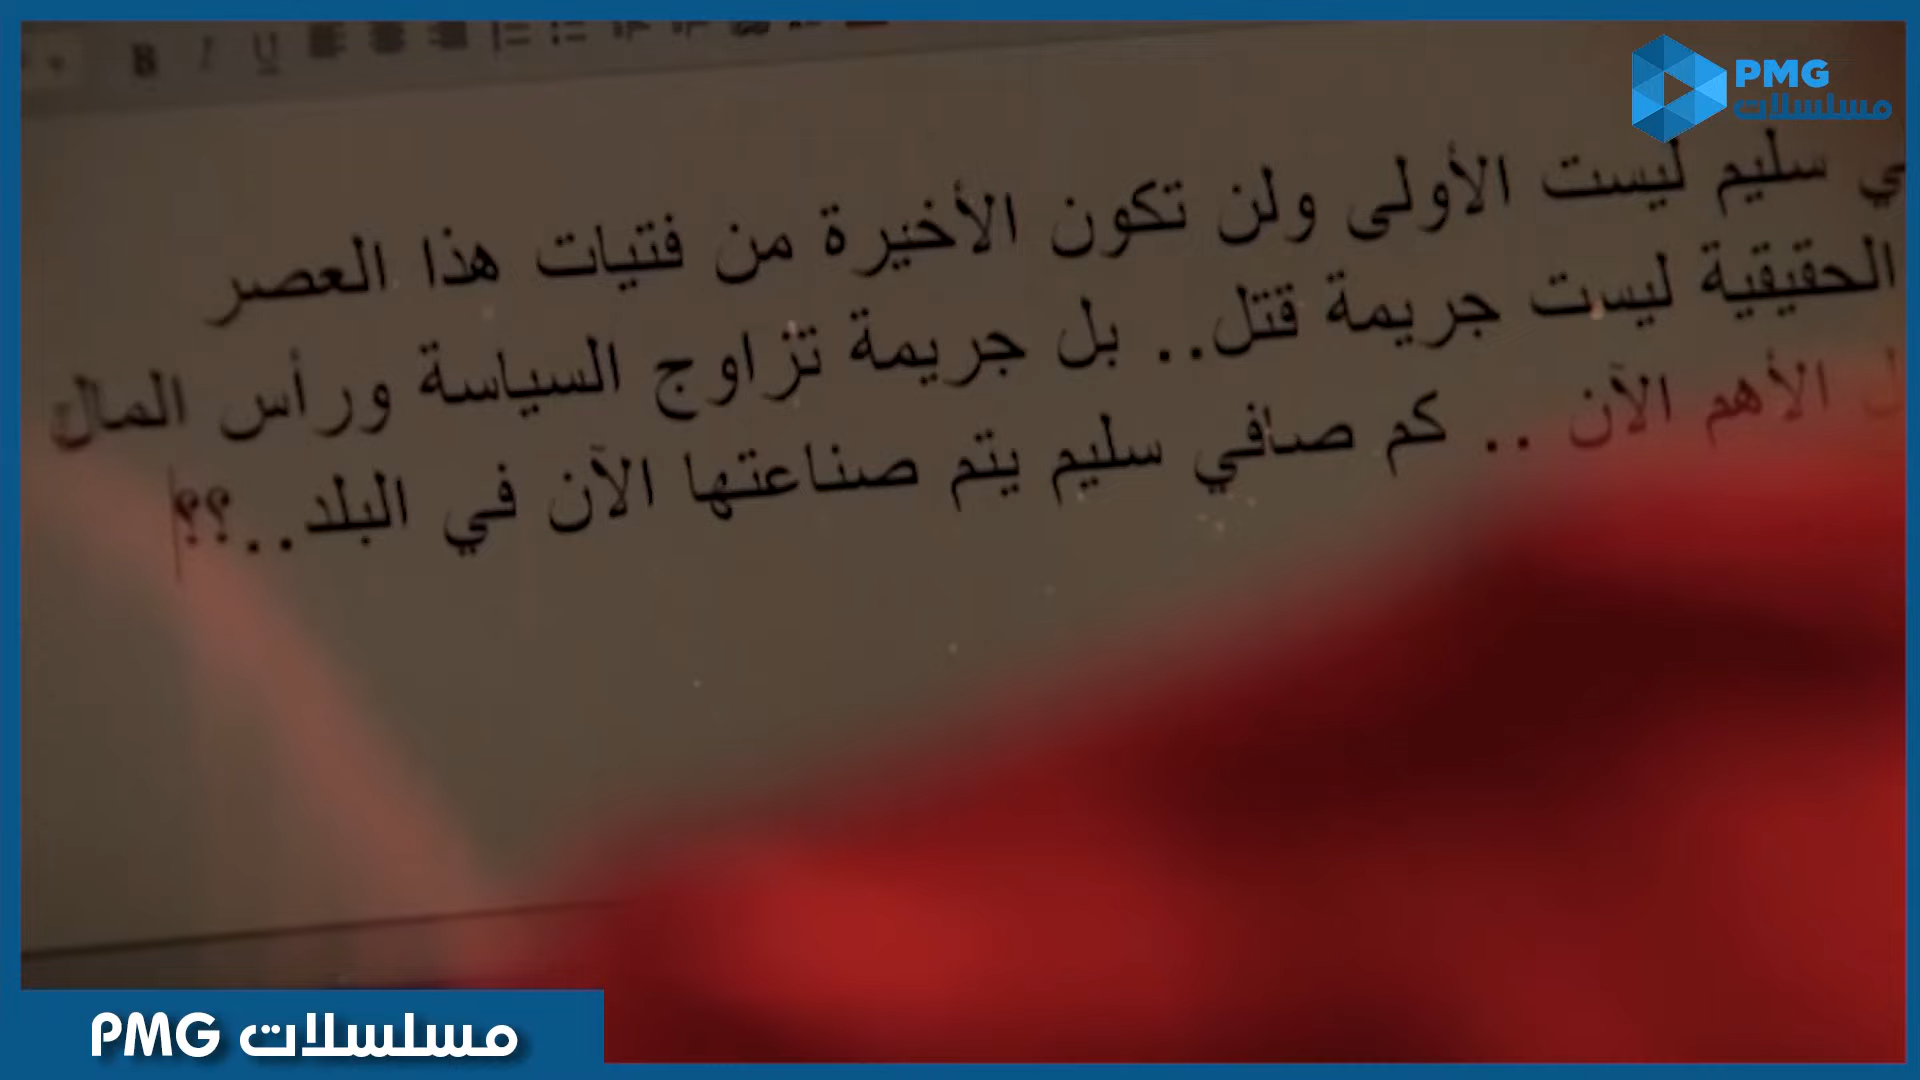 PMG
مسلسلات
سليم ليست الأولى ولن تكون الأخيرة من فتيات هذا العصر
الحقيقية ليست جريمة قتل.. بل جريمة تزاوج السياسة ورأس المال
الأهم الآن .. كم صافي سليم يتم صناعتها الآن في البلد..؟؟
مسلسلات PMG